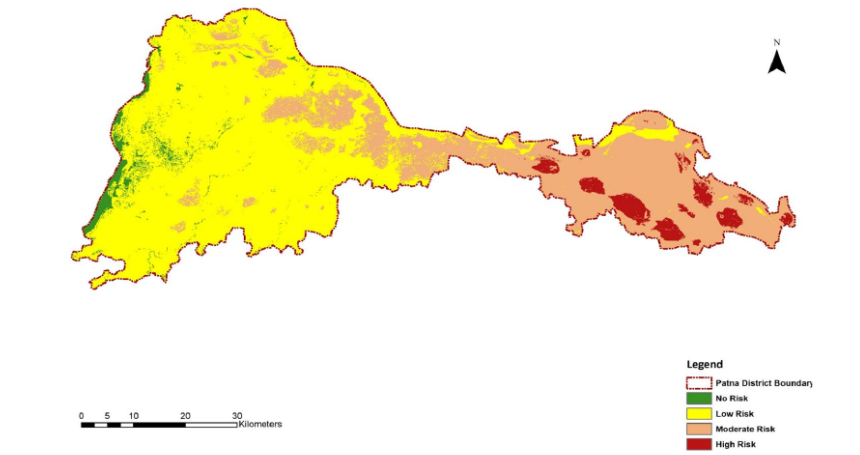 N
Legend
Patna District Boundary
No Risk
Low Risk
Moderate Risk
High Risk
0 5 10 20 30
Kilometers